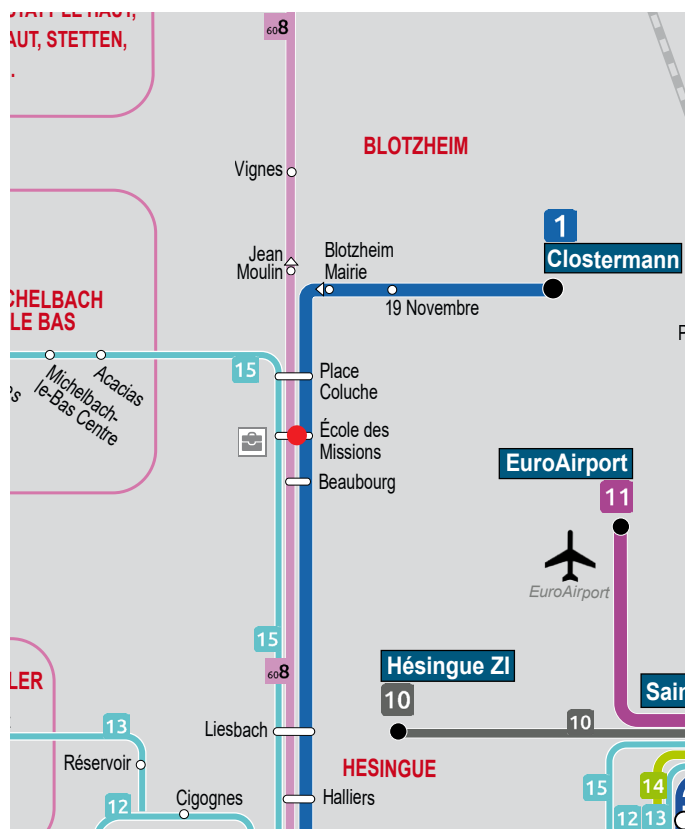 AUT, STETTEN,
608
BLOTZHEIM
Vignes
1
Clostermann
Jean
Moulin
Blotzheim
Mairie
19 Novembre
CHELBACH
LE BAS
15
Place
Coluche
Acacias
Michelbach-
le-Bas Centre
École des
Missions
Beaubourg
EuroAirport
11
EuroAirport
15
608
LER
Hésingue ZI
10
Sain
10
13
Liesbach
Réservoir
HESINGUE
12
Cigognes
Halliers
15
14
12
13